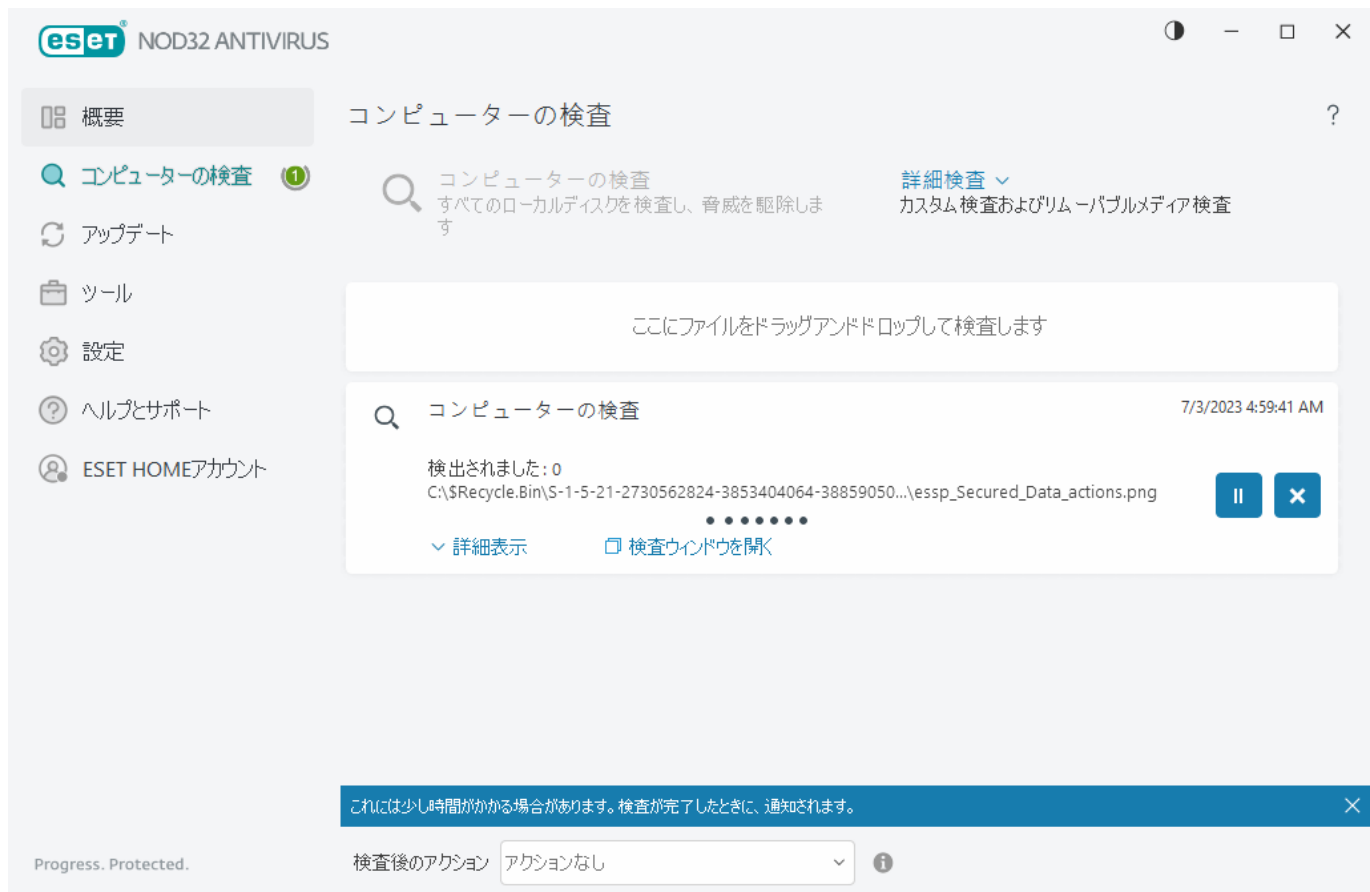 eset NOD32 ANTIVIRUS
概要
コンピューターの検査 1
アップデート
ツール
設定
ヘルプとサポート
ESET HOMEアカウント
Progress. Protected.
コンピューターの検査 ?
コンピューターの検査
すべてのローカルディスクを検査し、脅威を駆除しま
す
詳細検査
カスタム検査およびリムーバブルメディア検査
ここにファイルをドラッグアンドドロップして検査します
コンピューターの検査 7/3/2023 4:59:41 AM
検出されました: 0
C:\$Recycle.Bin\S-1-5-21-2730562824-3853404064-38859050...\essp_Secured_Data_actions.png
詳細表示 検査ウィンドウを開く
これには少し時間がかかる場合があります。検査が完了したときに、通知されます。
検査後のアクション アクションなし